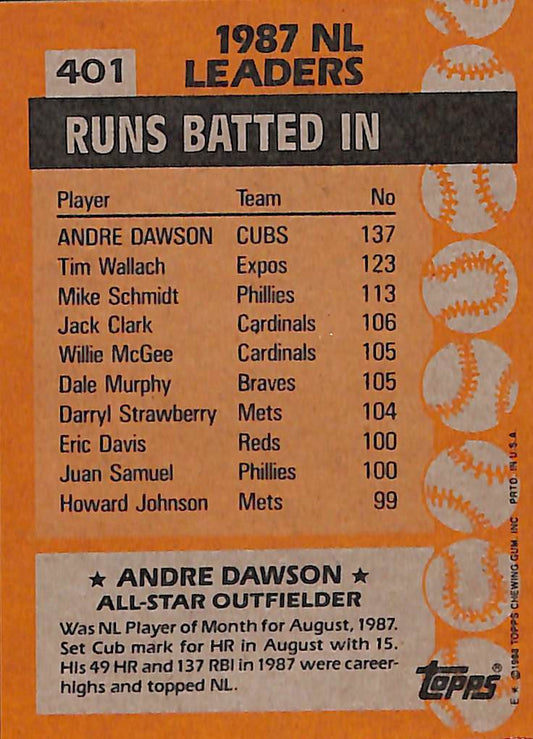 1987 NL
LEADERS
401
RUNS BATTED IN
Player Team No
ANDRE DAWSON CUBS 137
Tim Wallach Expos 123
Mike Schmidt Phillies 113
Jack Clark Cardinals 106
Willie McGee Cardinals 105
Dale Murphy Braves 105
Darryl Strawberry Mets 104
Eric Davis Reds 100
Juan Samuel Phillies 100
Howard Johnson Mets 99
★ ANDRE DAWSON ★
ALL-STAR OUTFIELDER
Was NL Player of Month for August, 1987.
Set Cub mark for HR in August with 15.
His 49 HR and 137 RBI in 1987 were career-
highs and topped NL.
topps®
E ★ ©1988 TOPPS CHEWING GUM, INC PRTD. IN U.S.A.